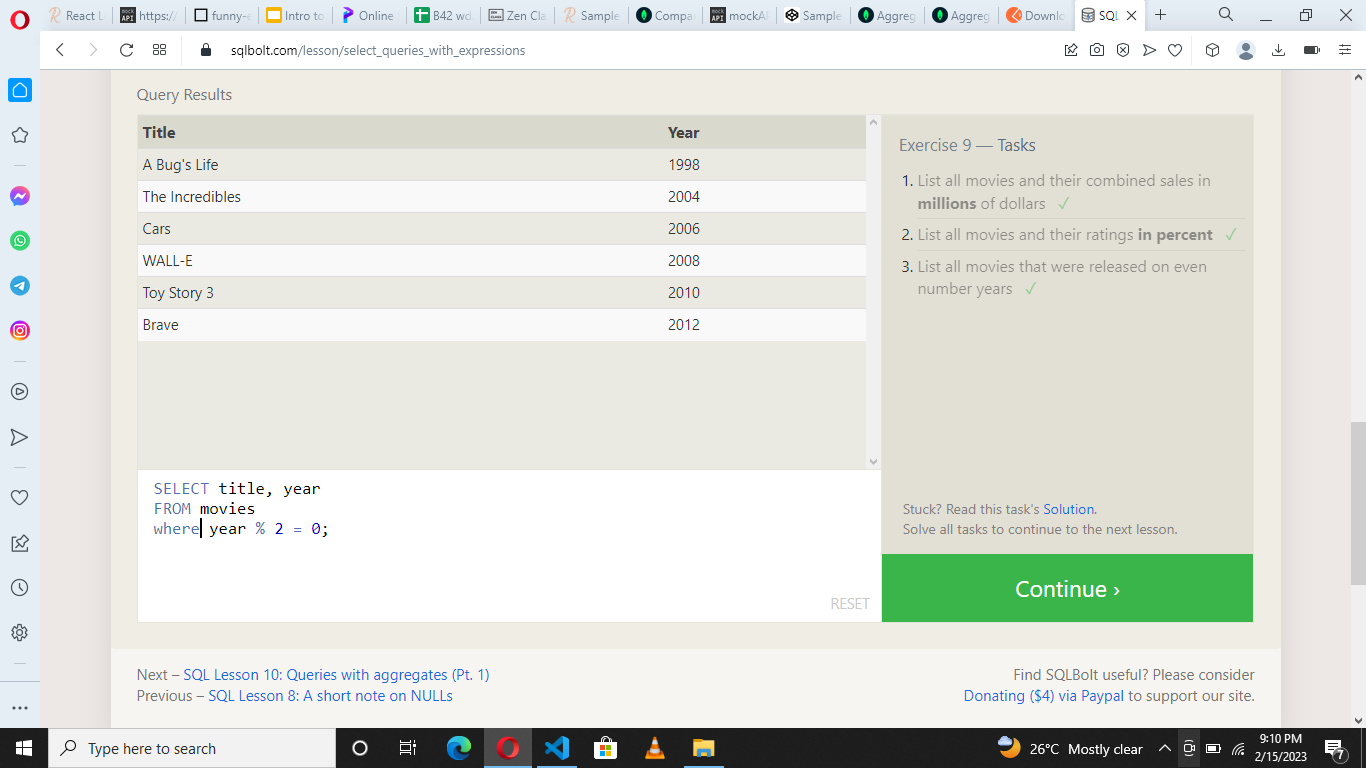 React L
https://
funny-e
Intro to
Online
B42 wd
Zen Cla
Sample
Compa
mockA
Sample
Aggreg
Aggreg
Downlo
SQL
sqlbolt.com/lesson/select_queries_with_expressions
Query Results
Title Year
A Bug's Life 1998
The Incredibles 2004
Cars 2006
WALL-E 2008
Toy Story 3 2010
Brave 2012
SELECT title, year
FROM movies
where year % 2 = 0;
RESET
Exercise 9 — Tasks
1. List all movies and their combined sales in
millions of dollars ✓
2. List all movies and their ratings in percent ✓
3. List all movies that were released on even
number years ✓
Stuck? Read this task's Solution.
Solve all tasks to continue to the next lesson.
Continue ›
Next – SQL Lesson 10: Queries with aggregates (Pt. 1)
Previous – SQL Lesson 8: A short note on NULLs
Find SQLBolt useful? Please consider
Donating ($4) via Paypal to support our site.
Type here to search
26°C Mostly clear
9:10 PM
2/15/2023
7